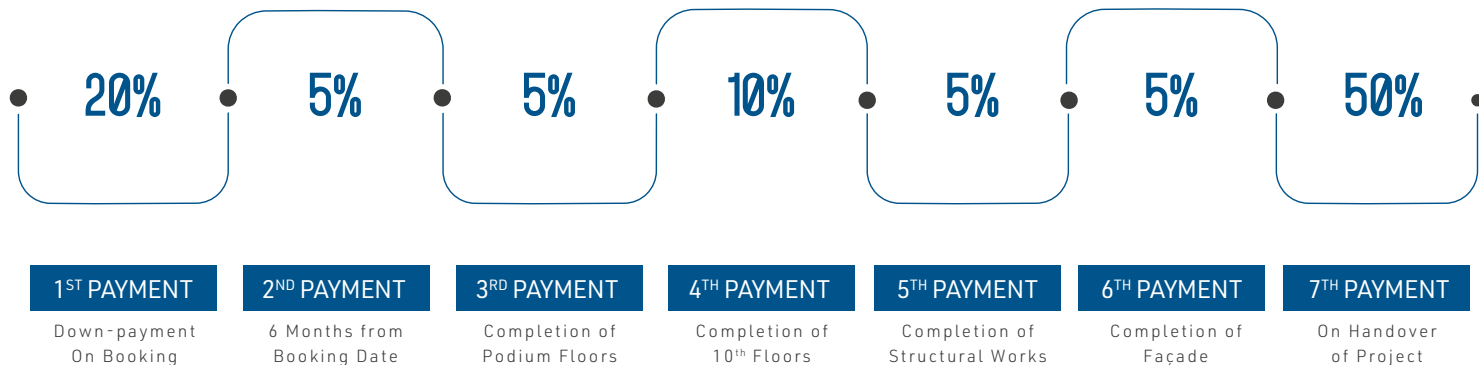 20%
5%
5%
10%
5%
5%
50%
1ST PAYMENT
2ND PAYMENT
3RD PAYMENT
4TH PAYMENT
5TH PAYMENT
6TH PAYMENT
7TH PAYMENT
Down-payment
On Booking
6 Months from
Booking Date
Completion of
Podium Floors
Completion of
10th Floors
Completion of
Structural Works
Completion of
Façade
On Handover
of Project